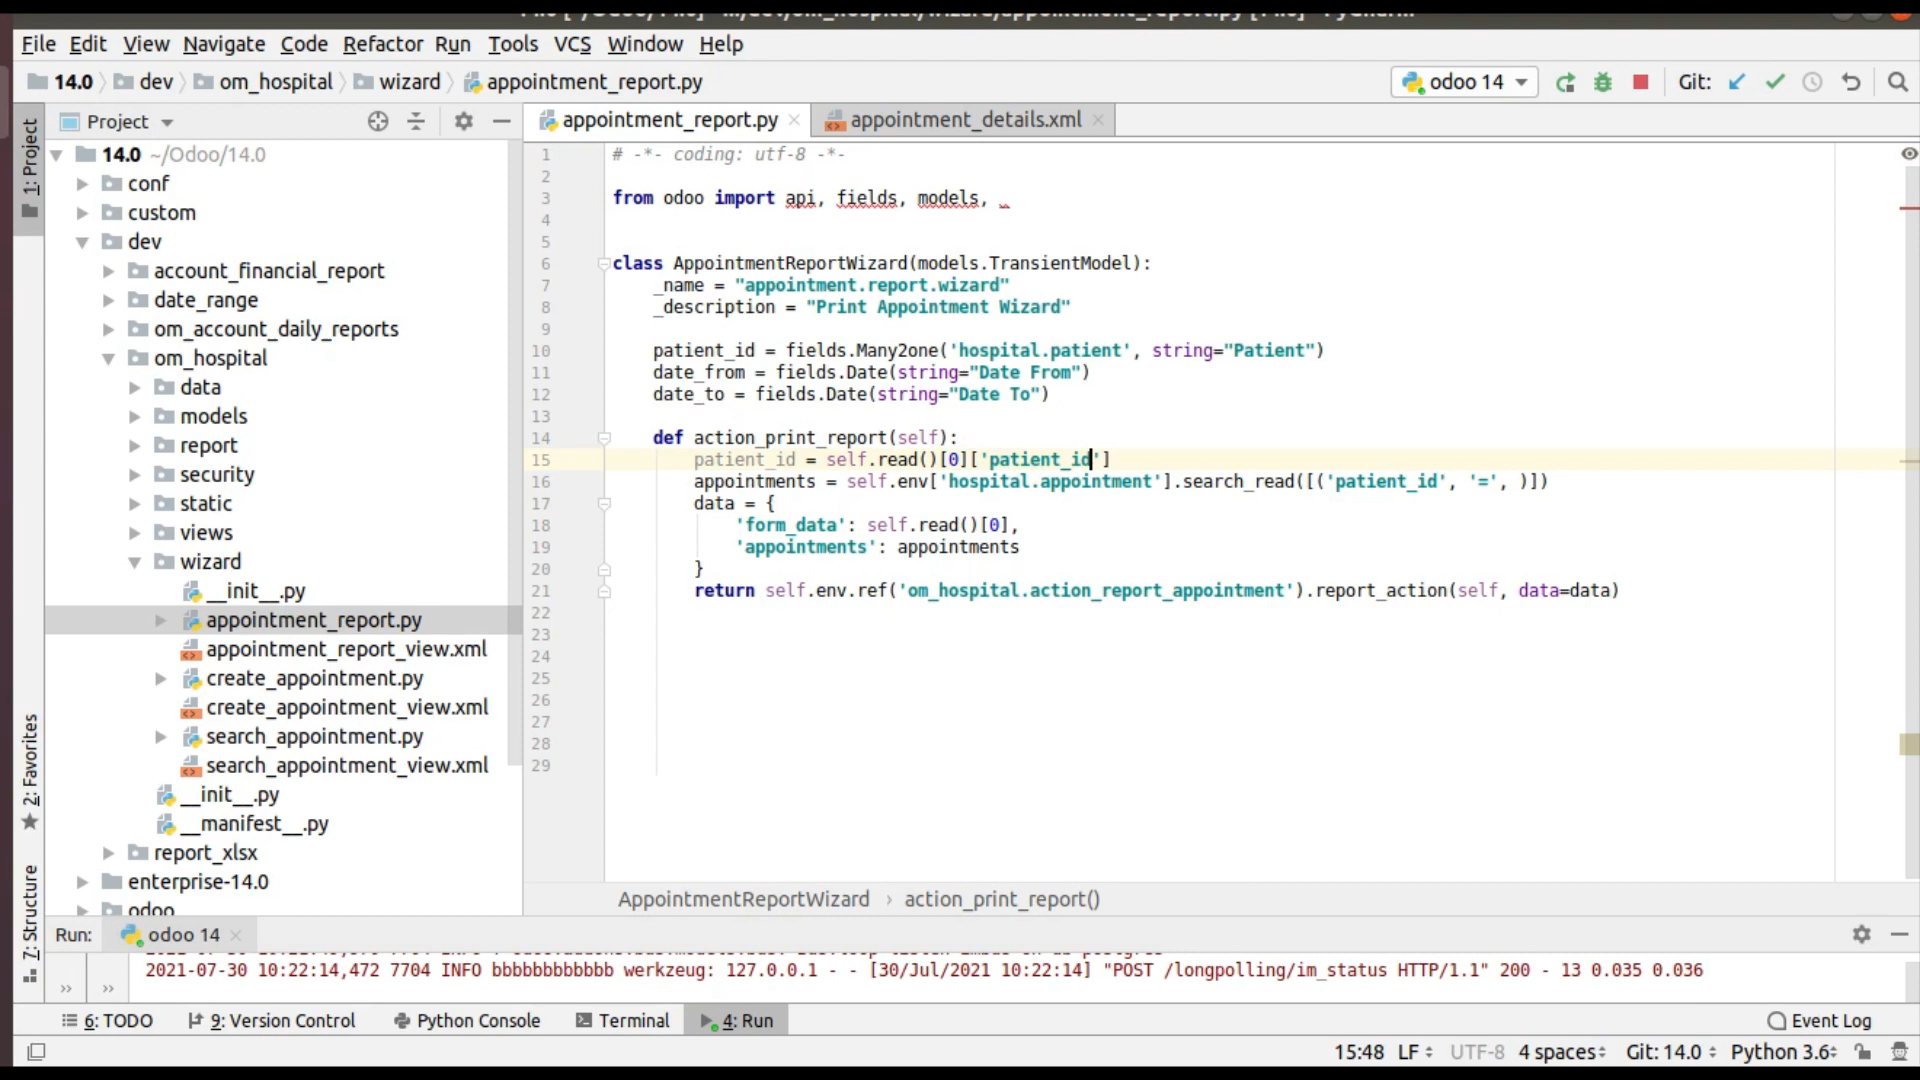 File Edit View Navigate Code Refactor Run Tools VCS Window Help
14.0 dev om_hospital wizard appointment_report.py odoo 14 Git:
Project appointment_report.py appointment_details.xml
1: Project
14.0 ~/Odoo/14.0
conf
custom
dev
account_financial_report
date_range
om_account_daily_reports
om_hospital
data
models
report
security
static
views
wizard
__init__.py
appointment_report.py
appointment_report_view.xml
create_appointment.py
create_appointment_view.xml
search_appointment.py
search_appointment_view.xml
__init__.py
__manifest__.py
report_xlsx
enterprise-14.0
odoo
2: Favorites
7: Structure
1 # -*- coding: utf-8 -*-
2
3 from odoo import api, fields, models, _
4
5
6 class AppointmentReportWizard(models.TransientModel):
7 _name = "appointment.report.wizard"
8 _description = "Print Appointment Wizard"
9
10 patient_id = fields.Many2one('hospital.patient', string="Patient")
11 date_from = fields.Date(string="Date From")
12 date_to = fields.Date(string="Date To")
13
14 def action_print_report(self):
15 patient_id = self.read()[0]['patient_id']
16 appointments = self.env['hospital.appointment'].search_read([('patient_id', '=', )])
17 data = {
18 'form_data': self.read()[0],
19 'appointments': appointments
20 }
21 return self.env.ref('om_hospital.action_report_appointment').report_action(self, data=data)
22
23
24
25
26
27
28
29
AppointmentReportWizard › action_print_report()
Run: odoo 14
2021-07-30 10:22:14,472 7704 INFO bbbbbbbbbbbb werkzeug: 127.0.0.1 - - [30/Jul/2021 10:22:14] "POST /longpolling/im_status HTTP/1.1" 200 - 13 0.035 0.036
6: TODO 9: Version Control Python Console Terminal 4: Run Event Log
15:48 LF UTF-8 4 spaces Git: 14.0 Python 3.6